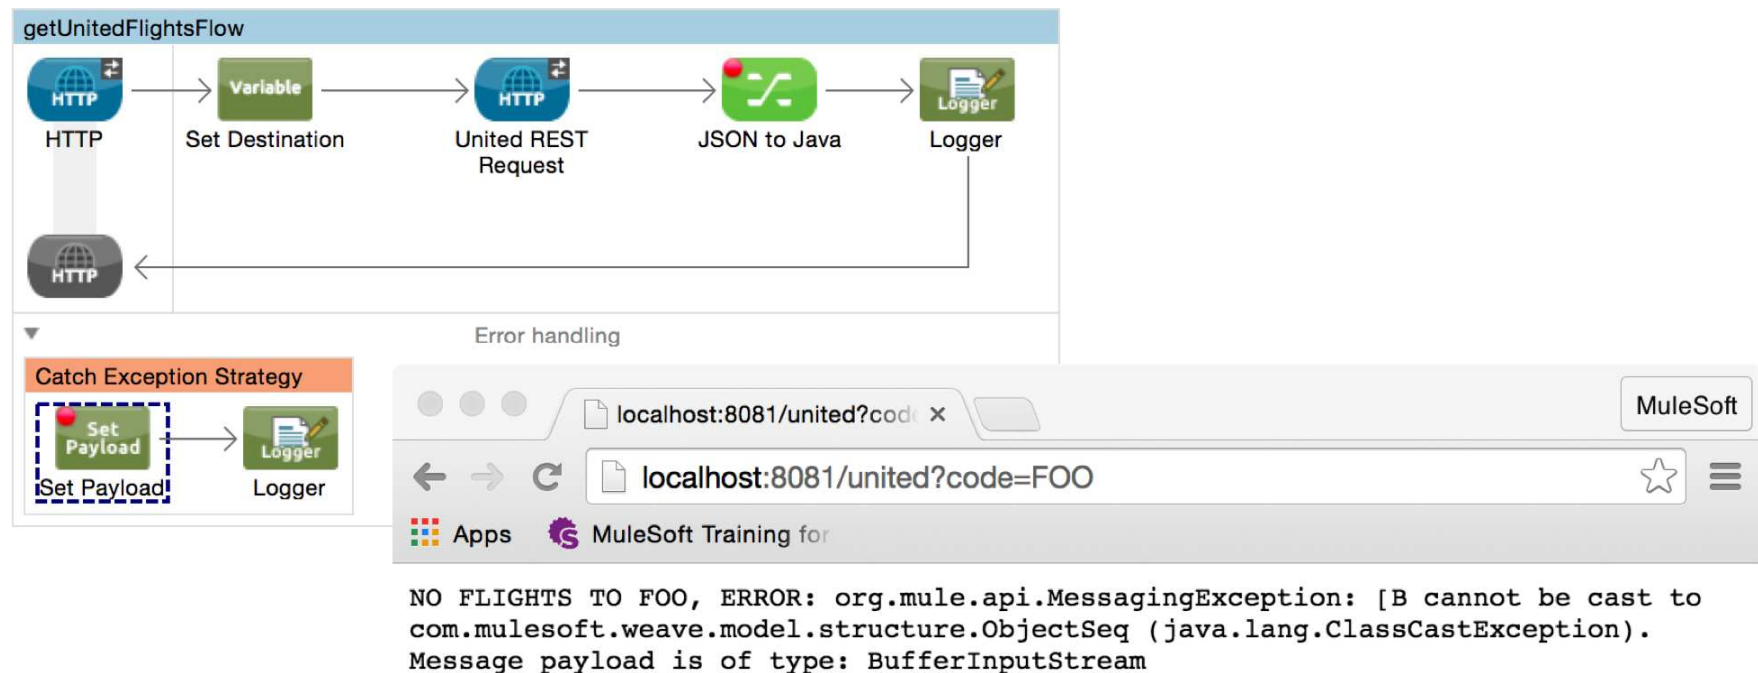 getUnitedFlightsFlow
HTTP
Variable
HTTP
Logger
HTTP
Set Destination
United REST
Request
JSON to Java
Logger
HTTP
Error handling
Catch Exception Strategy
Set
Payload
Logger
Set Payload
Logger
localhost:8081/united?cod
MuleSoft
localhost:8081/united?code=FOO
Apps
MuleSoft Training for
NO FLIGHTS TO FOO, ERROR: org.mule.api.MessagingException: [B cannot be cast to
com.mulesoft.weave.model.structure.ObjectSeq (java.lang.ClassCastException).
Message payload is of type: BufferInputStream